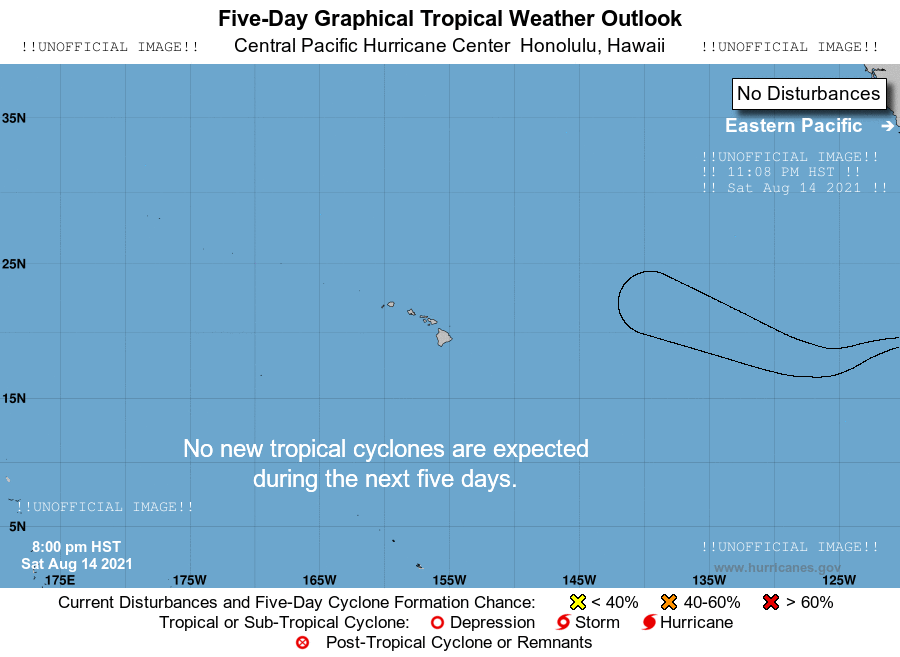 Five-Day Graphical Tropical Weather Outlook
!!UNOFFICIAL IMAGE!! Central Pacific Hurricane Center Honolulu, Hawaii !!UNOFFICIAL IMAGE!!
No Disturbances
35N
Eastern Pacific →
!!UNOFFICIAL IMAGE!!
!! 11:08 PM HST !!
!! Sat Aug 14 2021 !!
25N
15N
No new tropical cyclones are expected
during the next five days.
!!UNOFFICIAL IMAGE!!
5N
8:00 pm HST
Sat Aug 14 2021
!!UNOFFICIAL IMAGE!!
www.hurricanes.gov
175E 175W 165W 155W 145W 135W 125W
Current Disturbances and Five-Day Cyclone Formation Chance: < 40% 40-60% > 60%
Tropical or Sub-Tropical Cyclone: Depression Storm Hurricane
Post-Tropical Cyclone or Remnants